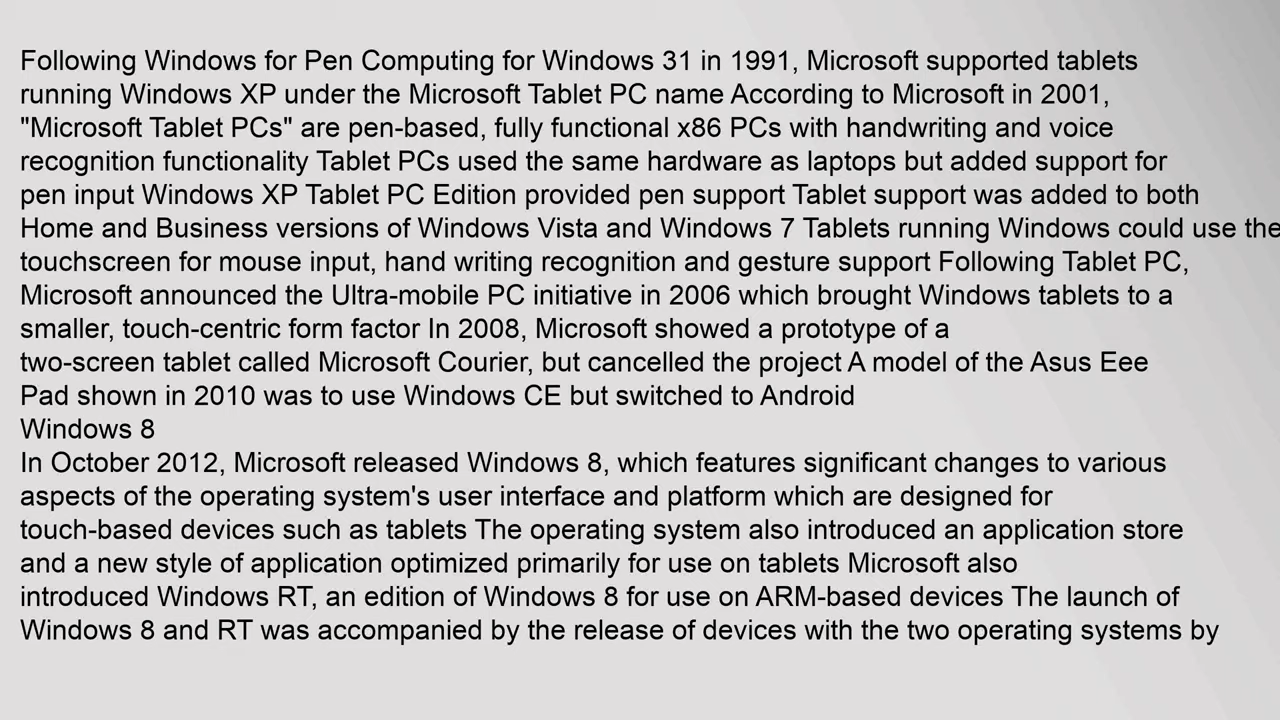 Following Windows for Pen Computing for Windows 31 in 1991, Microsoft supported tablets
running Windows XP under the Microsoft Tablet PC name According to Microsoft in 2001,
"Microsoft Tablet PCs" are pen-based, fully functional x86 PCs with handwriting and voice
recognition functionality Tablet PCs used the same hardware as laptops but added support for
pen input Windows XP Tablet PC Edition provided pen support Tablet support was added to both
Home and Business versions of Windows Vista and Windows 7 Tablets running Windows could use the
touchscreen for mouse input, hand writing recognition and gesture support Following Tablet PC,
Microsoft announced the Ultra-mobile PC initiative in 2006 which brought Windows tablets to a
smaller, touch-centric form factor In 2008, Microsoft showed a prototype of a
two-screen tablet called Microsoft Courier, but cancelled the project A model of the Asus Eee
Pad shown in 2010 was to use Windows CE but switched to Android
Windows 8
In October 2012, Microsoft released Windows 8, which features significant changes to various
aspects of the operating system's user interface and platform which are designed for
touch-based devices such as tablets The operating system also introduced an application store
and a new style of application optimized primarily for use on tablets Microsoft also
introduced Windows RT, an edition of Windows 8 for use on ARM-based devices The launch of
Windows 8 and RT was accompanied by the release of devices with the two operating systems by